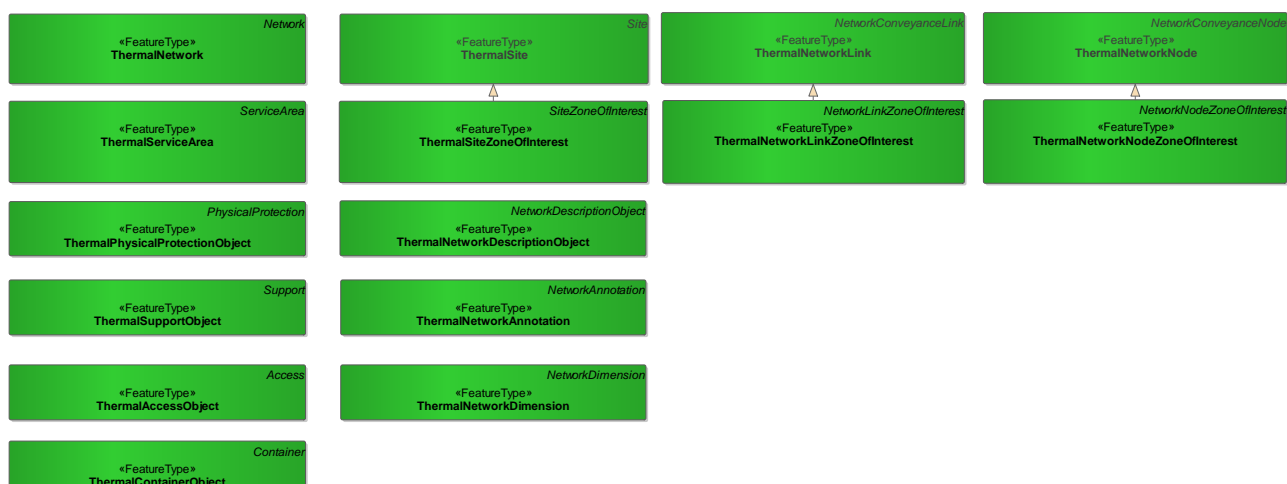 Network
«FeatureType»
ThermalNetwork
Site
«FeatureType»
ThermalSite
NetworkConveyanceLink
«FeatureType»
ThermalNetworkLink
NetworkConveyanceNode
«FeatureType»
ThermalNetworkNode
ServiceArea
«FeatureType»
ThermalServiceArea
SiteZoneOfInterest
«FeatureType»
ThermalSiteZoneOfInterest
NetworkLinkZoneOfInterest
«FeatureType»
ThermalNetworkLinkZoneOfInterest
NetworkNodeZoneOfInterest
«FeatureType»
ThermalNetworkNodeZoneOfInterest
PhysicalProtection
«FeatureType»
ThermalPhysicalProtectionObject
NetworkDescriptionObject
«FeatureType»
ThermalNetworkDescriptionObject
Support
«FeatureType»
ThermalSupportObject
NetworkAnnotation
«FeatureType»
ThermalNetworkAnnotation
Access
«FeatureType»
ThermalAccessObject
NetworkDimension
«FeatureType»
ThermalNetworkDimension
Container
«FeatureType»
ThermalContainerObject